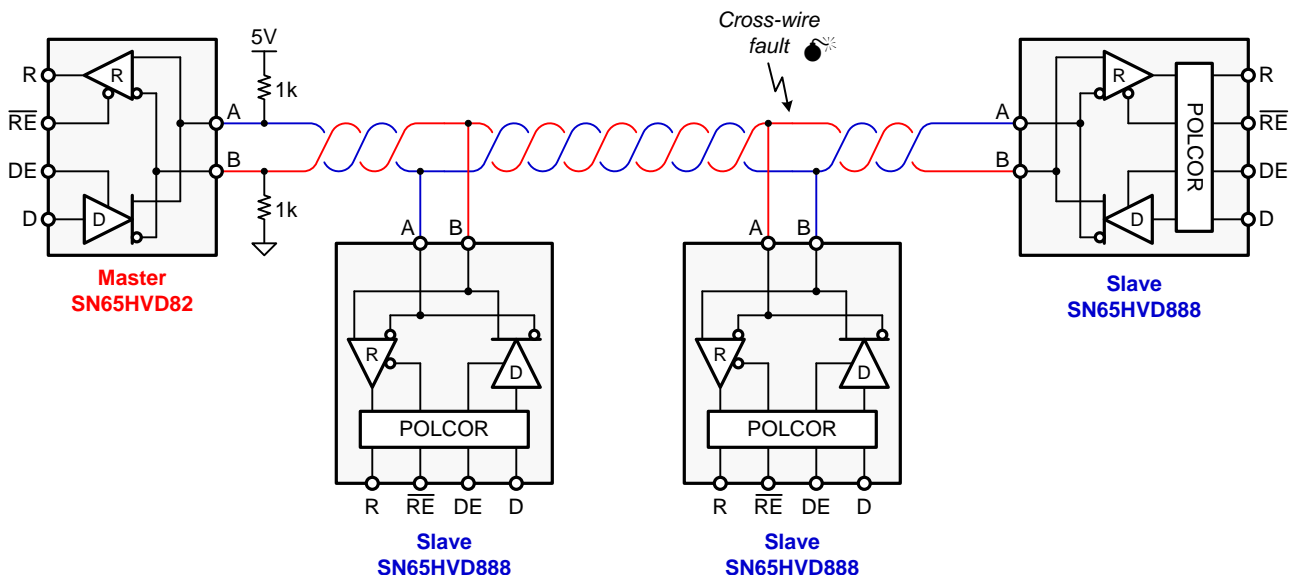 Cross-wire
fault
5V
1k
1k
R
RE
DE
D
A
B
R
D
Master
SN65HVD82
A
B
R
D
POLCOR
R
RE
DE
D
Slave
SN65HVD888
A
B
R
D
POLCOR
R
RE
DE
D
Slave
SN65HVD888
A
B
R
D
POLCOR
R
RE
DE
D
Slave
SN65HVD888